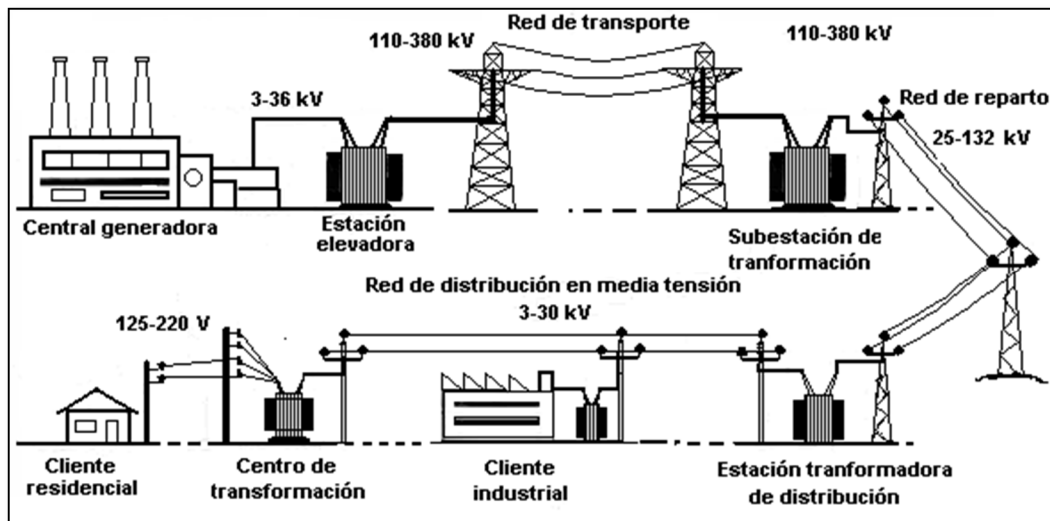 Red de transporte
110-380 kV
110-380 kV
3-36 kV
Red de reparto
25-132 kV
Central generadora
Estación
elevadora
Subestación de
tranformación
Red de distribución en media tensión
3-30 kV
125-220 V
Cliente
residencial
Centro de
transformación
Cliente
industrial
Estación tranformadora
de distribución